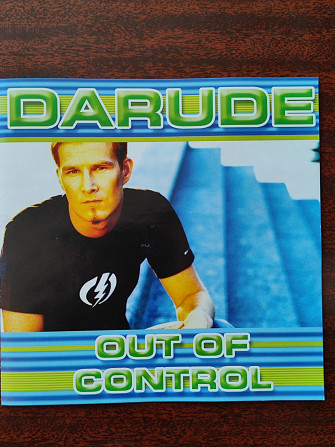 DARUDE
OUT OF
CONTROL